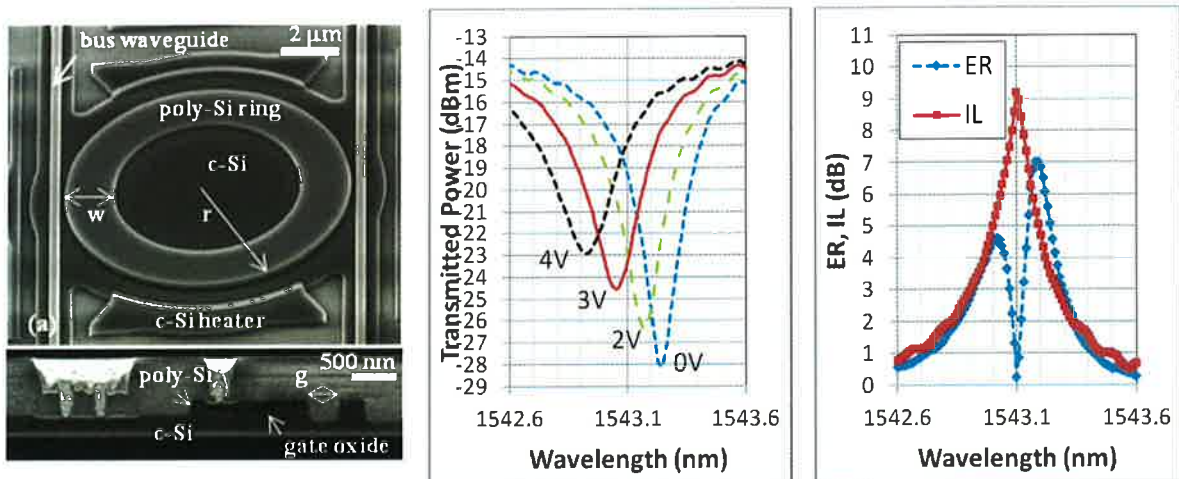 bus waveguide
2 µm
poly-Si ring
c-Si
w
r
c-Si heater
(a)
500 nm
poly-Si
g
c-Si
gate oxide
Transmitted Power (dBm)
-13
-14
-15
-16
-17
-18
-19
-20
-21
-22
-23
-24
-25
-26
-27
-28
-29
4V
3V
2V
0V
1542.6 1543.1 1543.6
Wavelength (nm)
ER, IL (dB)
11
10
9
8
7
6
5
4
3
2
1
0
ER
IL
1542.6 1543.1 1543.6
Wavelength (nm)